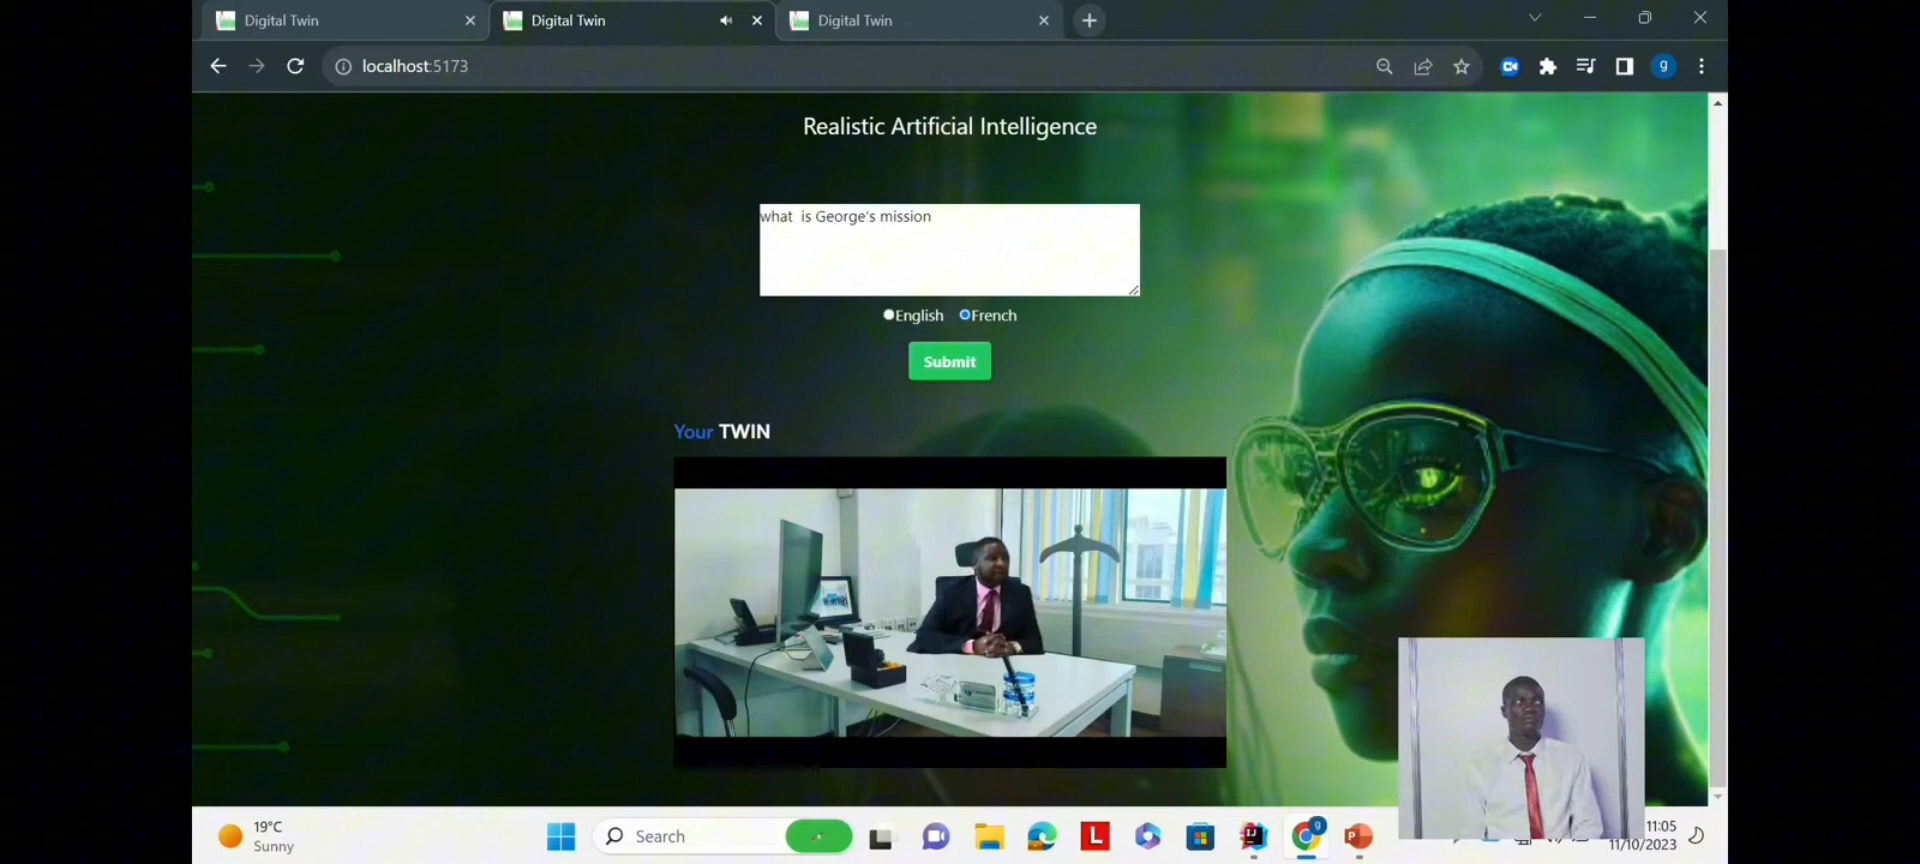 Digital Twin
Digital Twin
Digital Twin
localhost:5173
g
Realistic Artificial Intelligence
what  is George's mission
English French
Submit
Your TWIN
19°C
Sunny
Search
L
g
P
11:05
11/10/2023